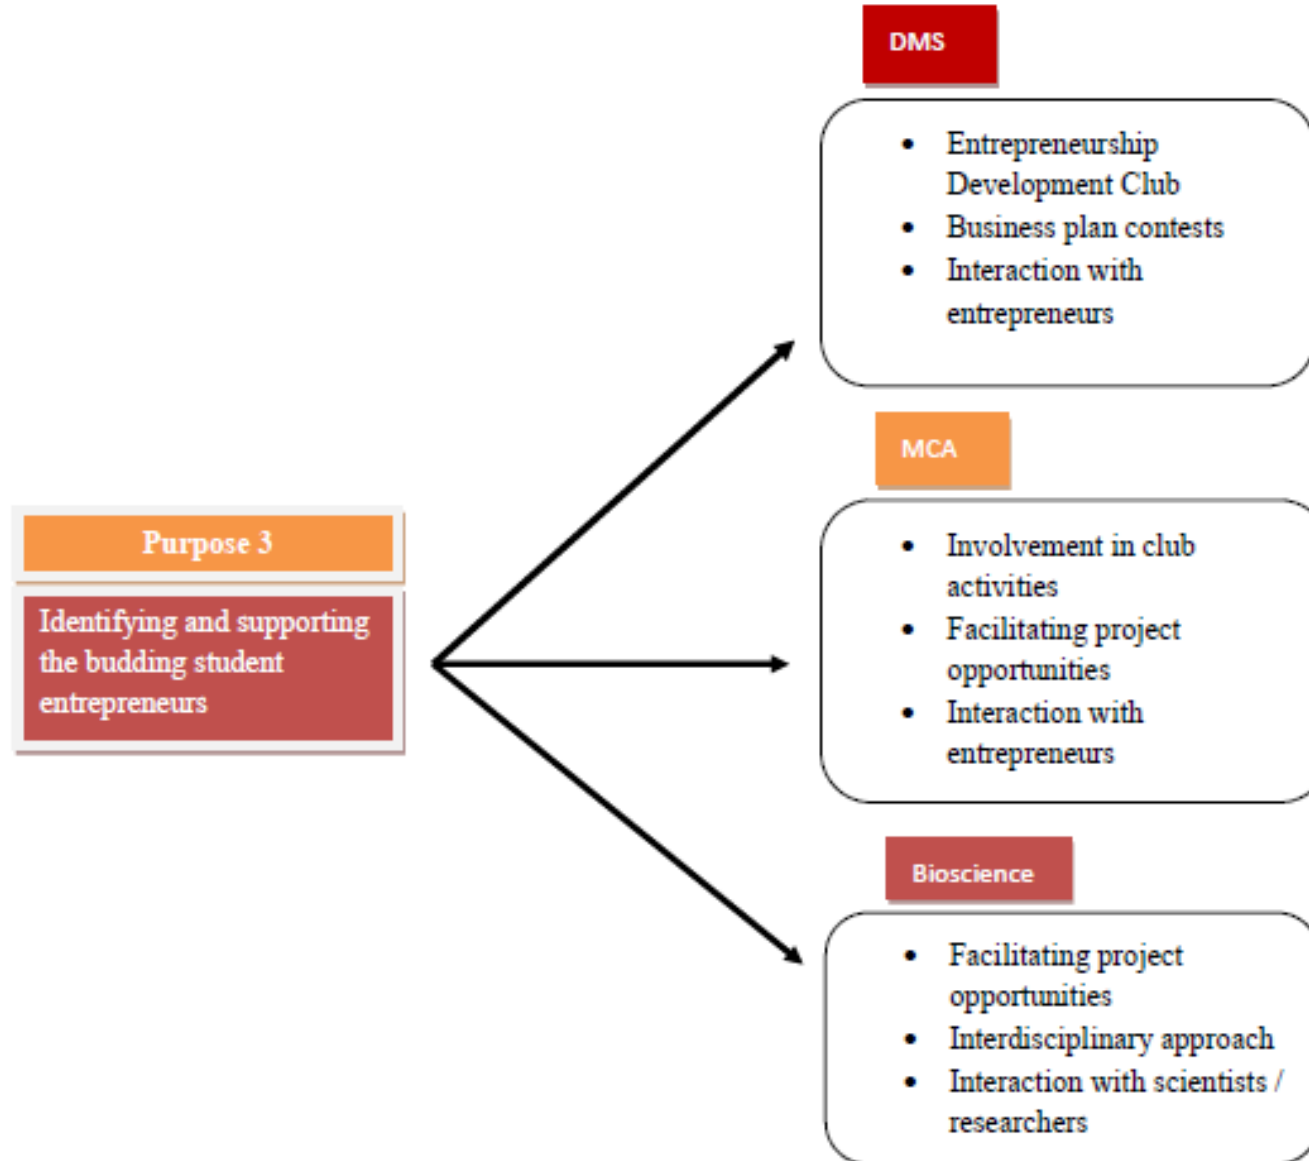 Purpose 3
Identifying and supporting
the budding student
entrepreneurs
DMS
• Entrepreneurship
Development Club
• Business plan contests
• Interaction with
entrepreneurs
MCA
• Involvement in club
activities
• Facilitating project
opportunities
• Interaction with
entrepreneurs
Bioscience
• Facilitating project
opportunities
• Interdisciplinary approach
• Interaction with scientists /
researchers